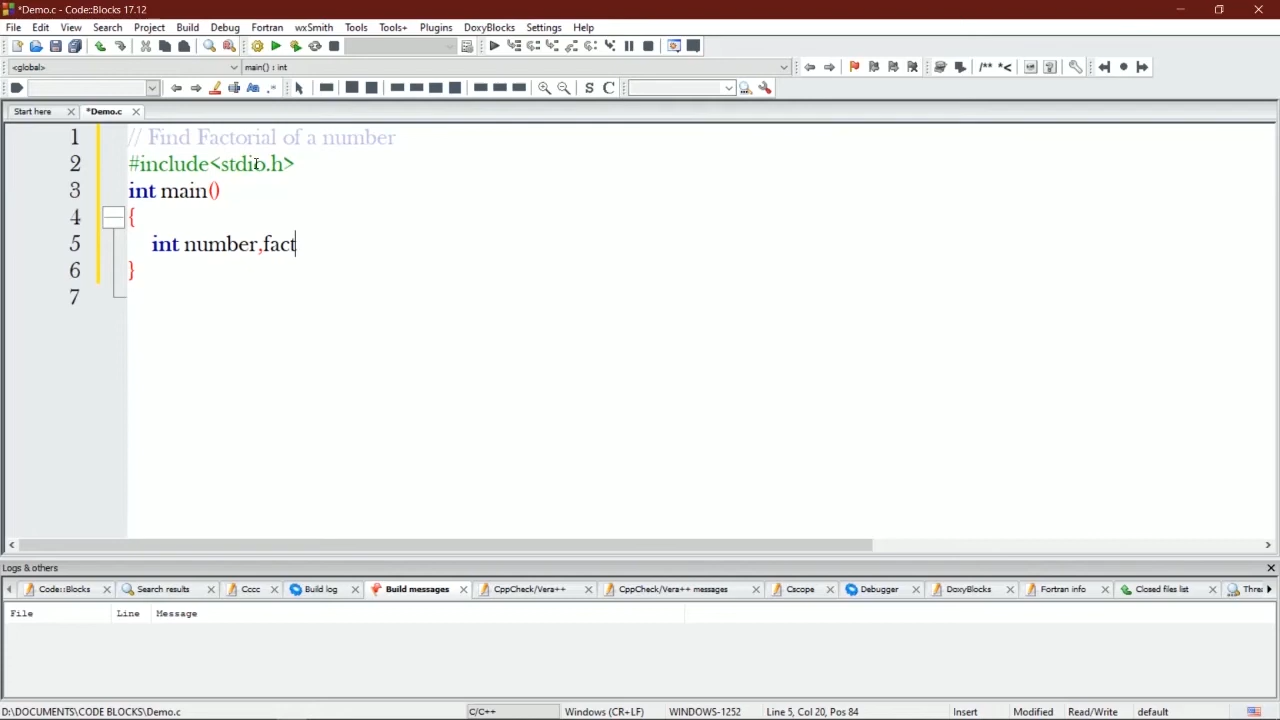 *Demo.c - Code::Blocks 17.12
File Edit View Search Project Build Debug Fortran wxSmith Tools Tools+ Plugins DoxyBlocks Settings Help
<global> main() : int
/** *<
S C
Start here *Demo.c
1 // Find Factorial of a number
2 #include<stdio.h>
3 int main()
4 {
5 int number,fact
6 }
7
Logs & others
Code::Blocks Search results Cccc Build log Build messages CppCheck/Vera++ CppCheck/Vera++ messages Cscope Debugger DoxyBlocks Fortran info Closed files list Threa
File Line Message
D:\DOCUMENTS\CODE BLOCKS\Demo.c C/C++ Windows (CR+LF) WINDOWS-1252 Line 5, Col 20, Pos 84 Insert Modified Read/Write default